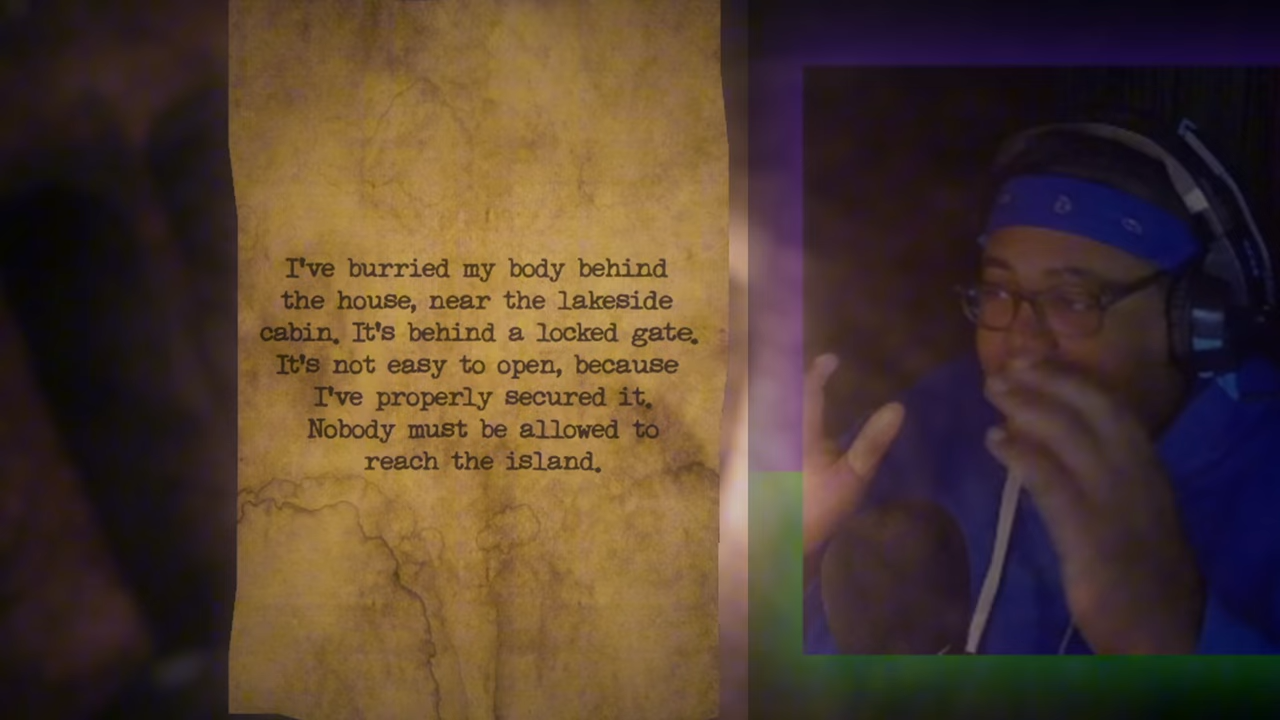 I've burried my body behind
the house, near the lakeside
cabin. It's behind a locked gate.
It's not easy to open, because
I've properly secured it.
Nobody must be allowed to
reach the island.